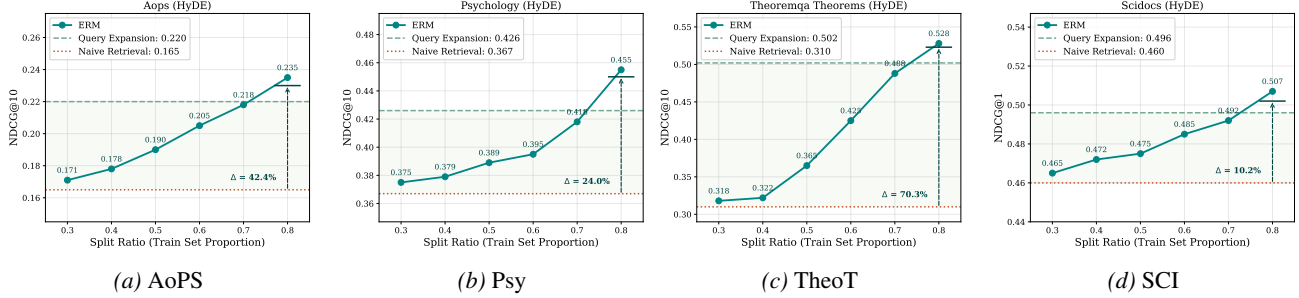 Aops (HyDE)
ERM
Query Expansion: 0.220
Naive Retrieval: 0.165
NDCG@10
0.26
0.24
0.22
0.20
0.18
0.16
0.171
0.178
0.190
0.205
0.218
0.235
Δ = 42.4%
0.3 0.4 0.5 0.6 0.7 0.8
Split Ratio (Train Set Proportion)
(a) AoPS
Psychology (HyDE)
ERM
Query Expansion: 0.426
Naive Retrieval: 0.367
NDCG@10
0.48
0.46
0.44
0.42
0.40
0.38
0.36
0.375
0.379
0.389
0.395
0.418
0.455
Δ = 24.0%
0.3 0.4 0.5 0.6 0.7 0.8
Split Ratio (Train Set Proportion)
(b) Psy
Theoremqa Theorems (HyDE)
ERM
Query Expansion: 0.502
Naive Retrieval: 0.310
NDCG@10
0.55
0.50
0.45
0.40
0.35
0.30
0.318
0.322
0.365
0.425
0.488
0.528
Δ = 70.3%
0.3 0.4 0.5 0.6 0.7 0.8
Split Ratio (Train Set Proportion)
(c) TheoT
Scidocs (HyDE)
ERM
Query Expansion: 0.496
Naive Retrieval: 0.460
NDCG@1
0.54
0.52
0.50
0.48
0.46
0.44
0.465
0.472
0.475
0.485
0.492
0.507
Δ = 10.2%
0.3 0.4 0.5 0.6 0.7 0.8
Split Ratio (Train Set Proportion)
(d) SCI